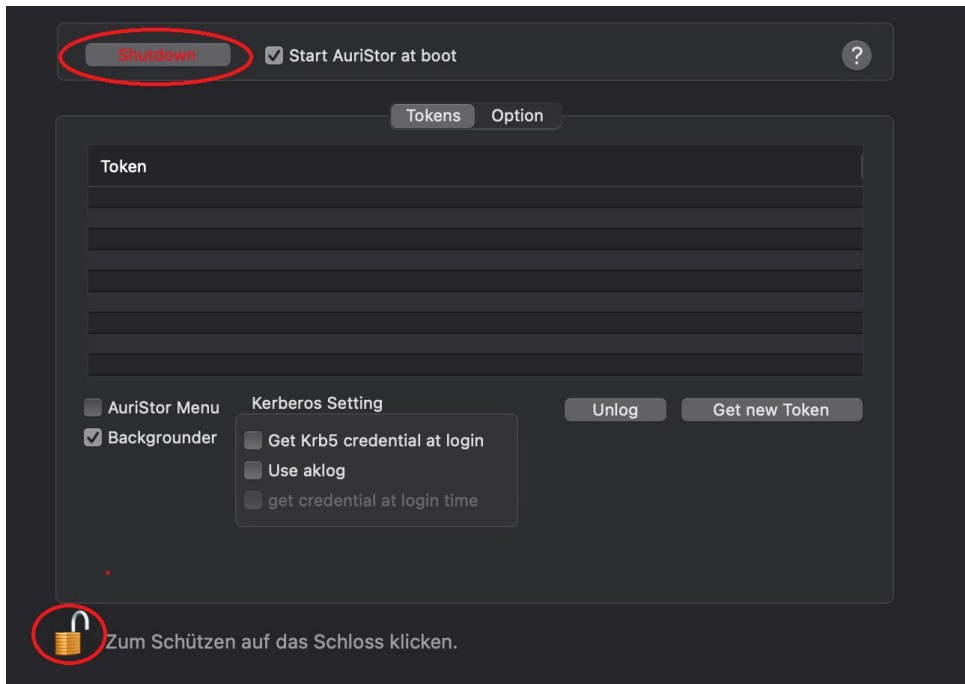 Shutdown
Start AuriStor at boot
?
Tokens
Option
Token
AuriStor Menu
Backgrounder
Kerberos Setting
Get Krb5 credential at login
Use aklog
get credential at login time
Unlog
Get new Token
Zum Schützen auf das Schloss klicken.